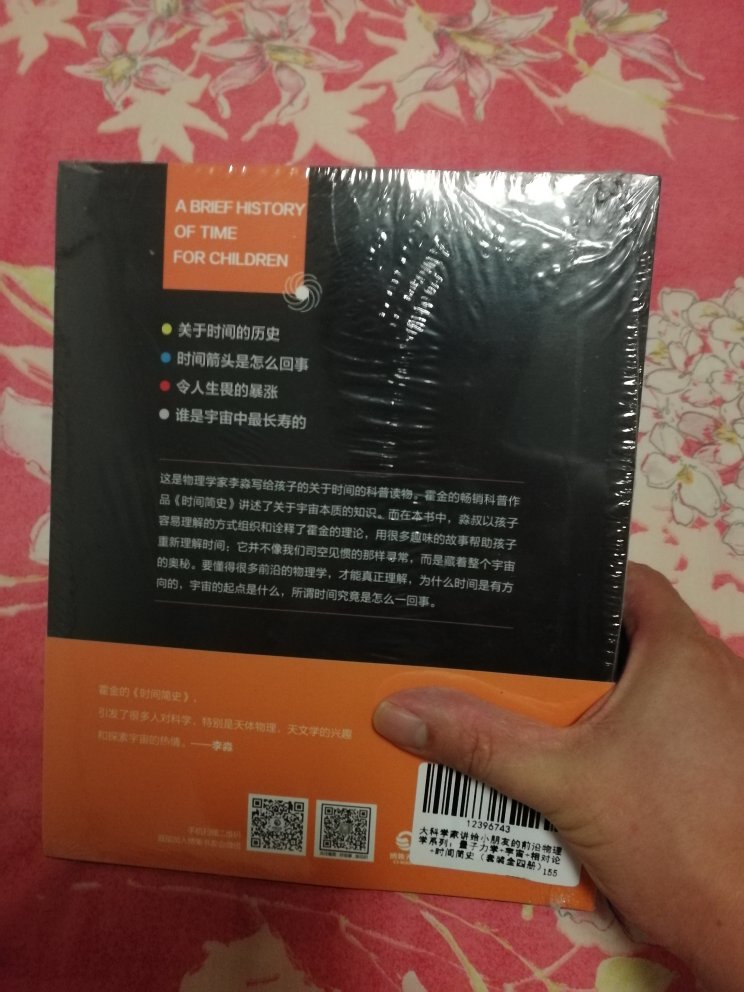 A BRIEF HISTORY
OF TIME
FOR CHILDREN
关于时间的历史
时间箭头是怎么回事
令人生畏的暴涨
谁是宇宙中最长寿的
这是物理学家李淼写给孩子的关于时间的科普读物。霍金的畅销科普作
品《时间简史》讲述了关于宇宙本质的知识。而在本书中，淼叔以孩子
容易理解的方式组织和诠释了霍金的理论，用很多趣味的故事帮助孩子
重新理解时间；它并不像我们司空见惯的那样寻常，而是藏着整个宇宙
的奥秘。要懂得很多前沿的物理学，才能真正理解，为什么时间是有方
向的，宇宙的起点是什么，所谓时间究竟是怎么一回事。
霍金的《时间简史》，
引发了很多人对科学、特别是天体物理、天文学的兴趣
和探索宇宙的热情。——李淼
手机扫描二维码
12396743
大科学家讲给小朋友的前沿物理
学系列：量子力学+宇宙+相对论
+时间简史（套装全四册）155